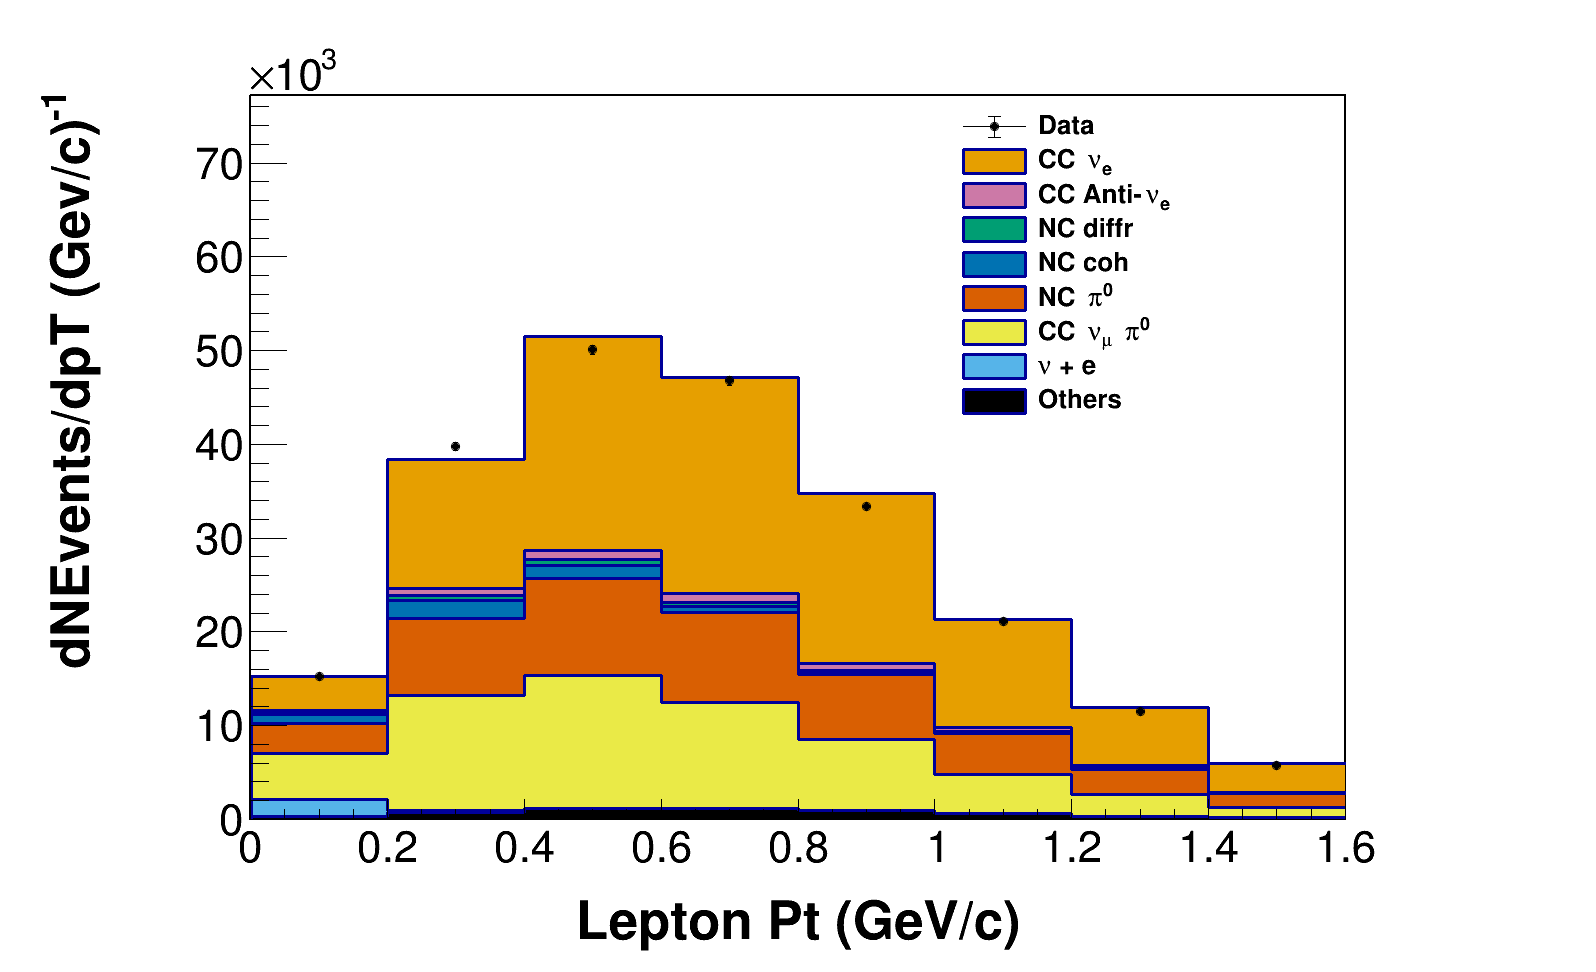 ×10³
dNEvents/dpT (Gev/c)⁻¹
70
60
50
40
30
20
10
0
Data
CC νₑ
CC Anti-νₑ
NC diffr
NC coh
NC π⁰
CC ν_μ π⁰
ν + e
Others
0 0.2 0.4 0.6 0.8 1 1.2 1.4 1.6
Lepton Pt (GeV/c)